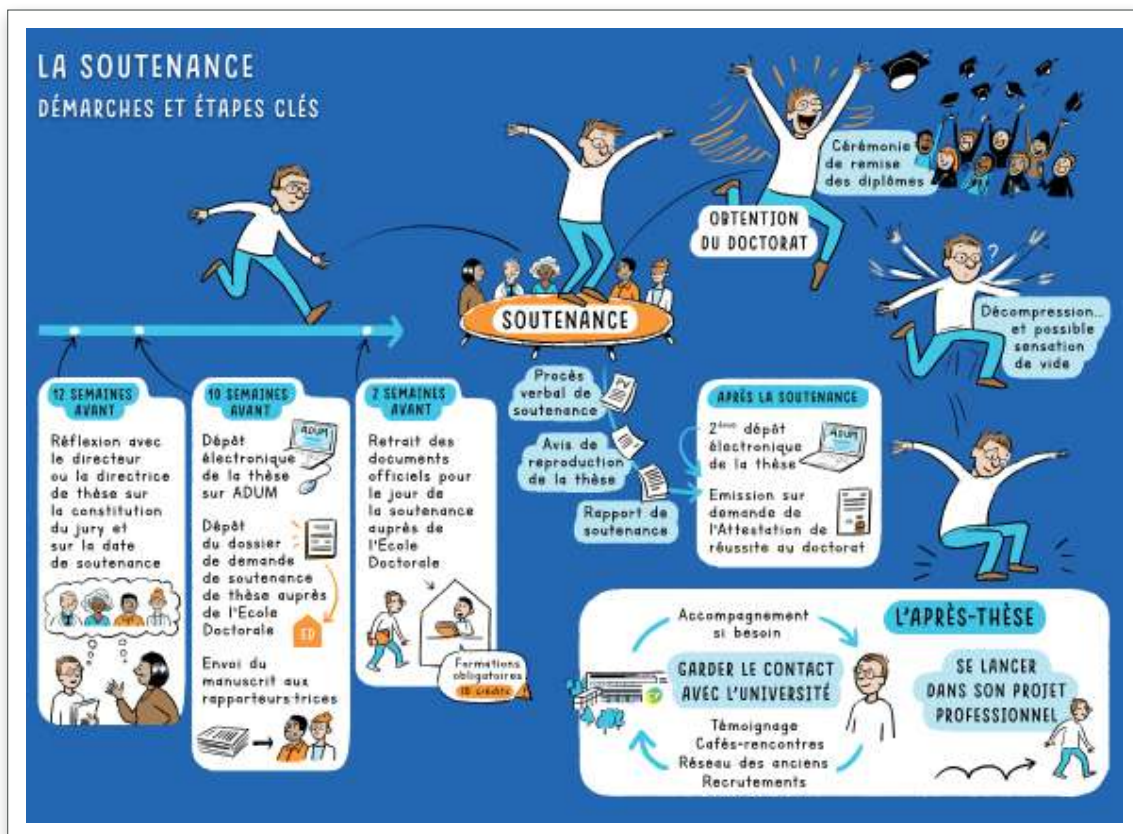 LA SOUTENANCE
DÉMARCHES ET ÉTAPES CLÉS
12 SEMAINES
AVANT
Réflexion avec
le directeur
ou la directrice
de thèse sur
la constitution
du jury et
sur la date
de soutenance
10 SEMAINES
AVANT
Dépôt
électronique
de la thèse
sur ADUM
ADUM
Dépôt
du dossier
de demande
de soutenance
de thèse auprès
de l'Ecole
Doctorale
ED
Envoi du
manuscrit aux
rapporteurs·trices
2 SEMAINES
AVANT
Retrait des
documents
officiels pour
le jour de
la soutenance
auprès de
l'Ecole
Doctorale
Formations
obligatoires
18 crédits
SOUTENANCE
Procès
verbal de
soutenance
PV
Avis de
reproduction
de la thèse
Rapport de
soutenance
APRÈS LA SOUTENANCE
2ème dépôt
électronique
de la thèse
ADUM
Emission sur
demande de
l'Attestation de
réussite au doctorat
OBTENTION
DU DOCTORAT
Cérémonie
de remise
des diplômes
?
Décompression...
et possible
sensation
de vide
L'APRÈS-THÈSE
Accompagnement
si besoin
GARDER LE CONTACT
AVEC L'UNIVERSITÉ
Témoignage
Cafés-rencontres
Réseau des anciens
Recrutements
SE LANCER
DANS SON PROJET
PROFESSIONNEL